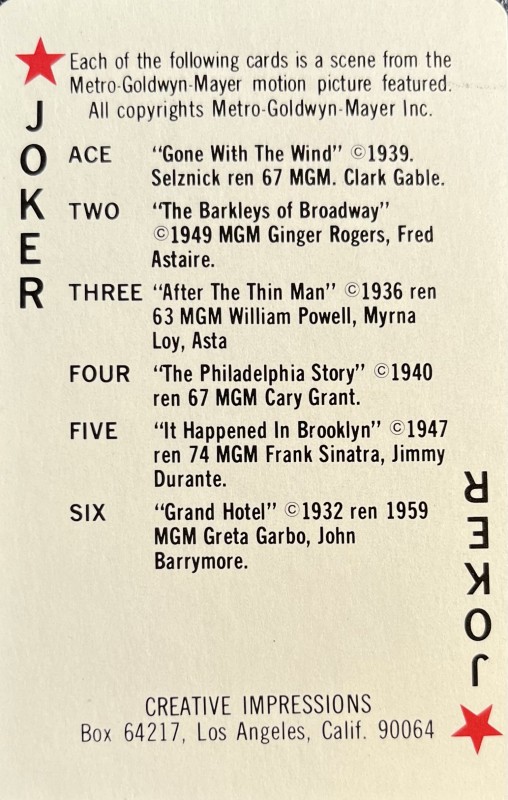 JOKER
Each of the following cards is a scene from the
Metro-Goldwyn-Mayer motion picture featured.
All copyrights Metro-Goldwyn-Mayer Inc.
ACE "Gone With The Wind" ©1939.
Selznick ren 67 MGM. Clark Gable.
TWO "The Barkleys of Broadway"
©1949 MGM Ginger Rogers, Fred
Astaire.
THREE "After The Thin Man" ©1936 ren
63 MGM William Powell, Myrna
Loy, Asta
FOUR "The Philadelphia Story" ©1940
ren 67 MGM Cary Grant.
FIVE "It Happened In Brooklyn" ©1947
ren 74 MGM Frank Sinatra, Jimmy
Durante.
SIX "Grand Hotel" ©1932 ren 1959
MGM Greta Garbo, John
Barrymore.
CREATIVE IMPRESSIONS
Box 64217, Los Angeles, Calif. 90064
JOKER